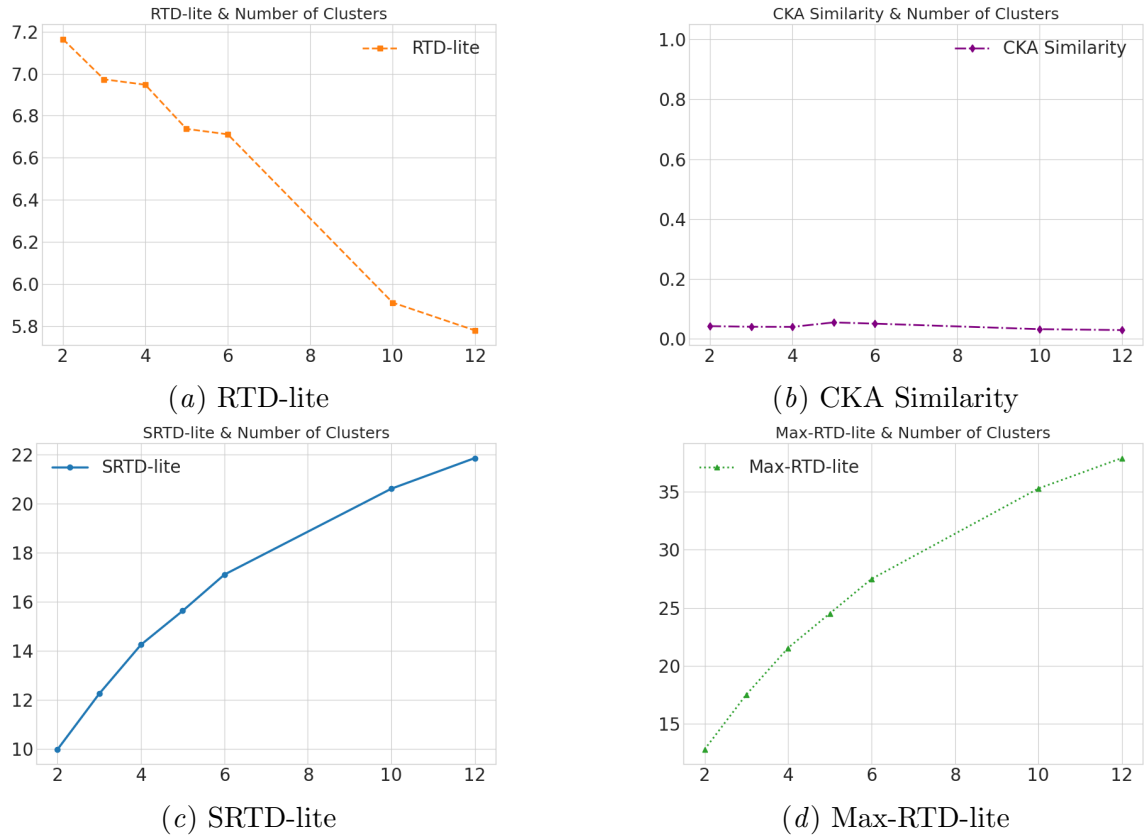 RTD-lite & Number of Clusters
7.2
7.0
6.8
6.6
6.4
6.2
6.0
5.8
RTD-lite
2 4 6 8 10 12
(a) RTD-lite
CKA Similarity & Number of Clusters
1.0
0.8
0.6
0.4
0.2
0.0
CKA Similarity
2 4 6 8 10 12
(b) CKA Similarity
SRTD-lite & Number of Clusters
22
20
18
16
14
12
10
SRTD-lite
2 4 6 8 10 12
(c) SRTD-lite
Max-RTD-lite & Number of Clusters
35
30
25
20
15
Max-RTD-lite
2 4 6 8 10 12
(d) Max-RTD-lite